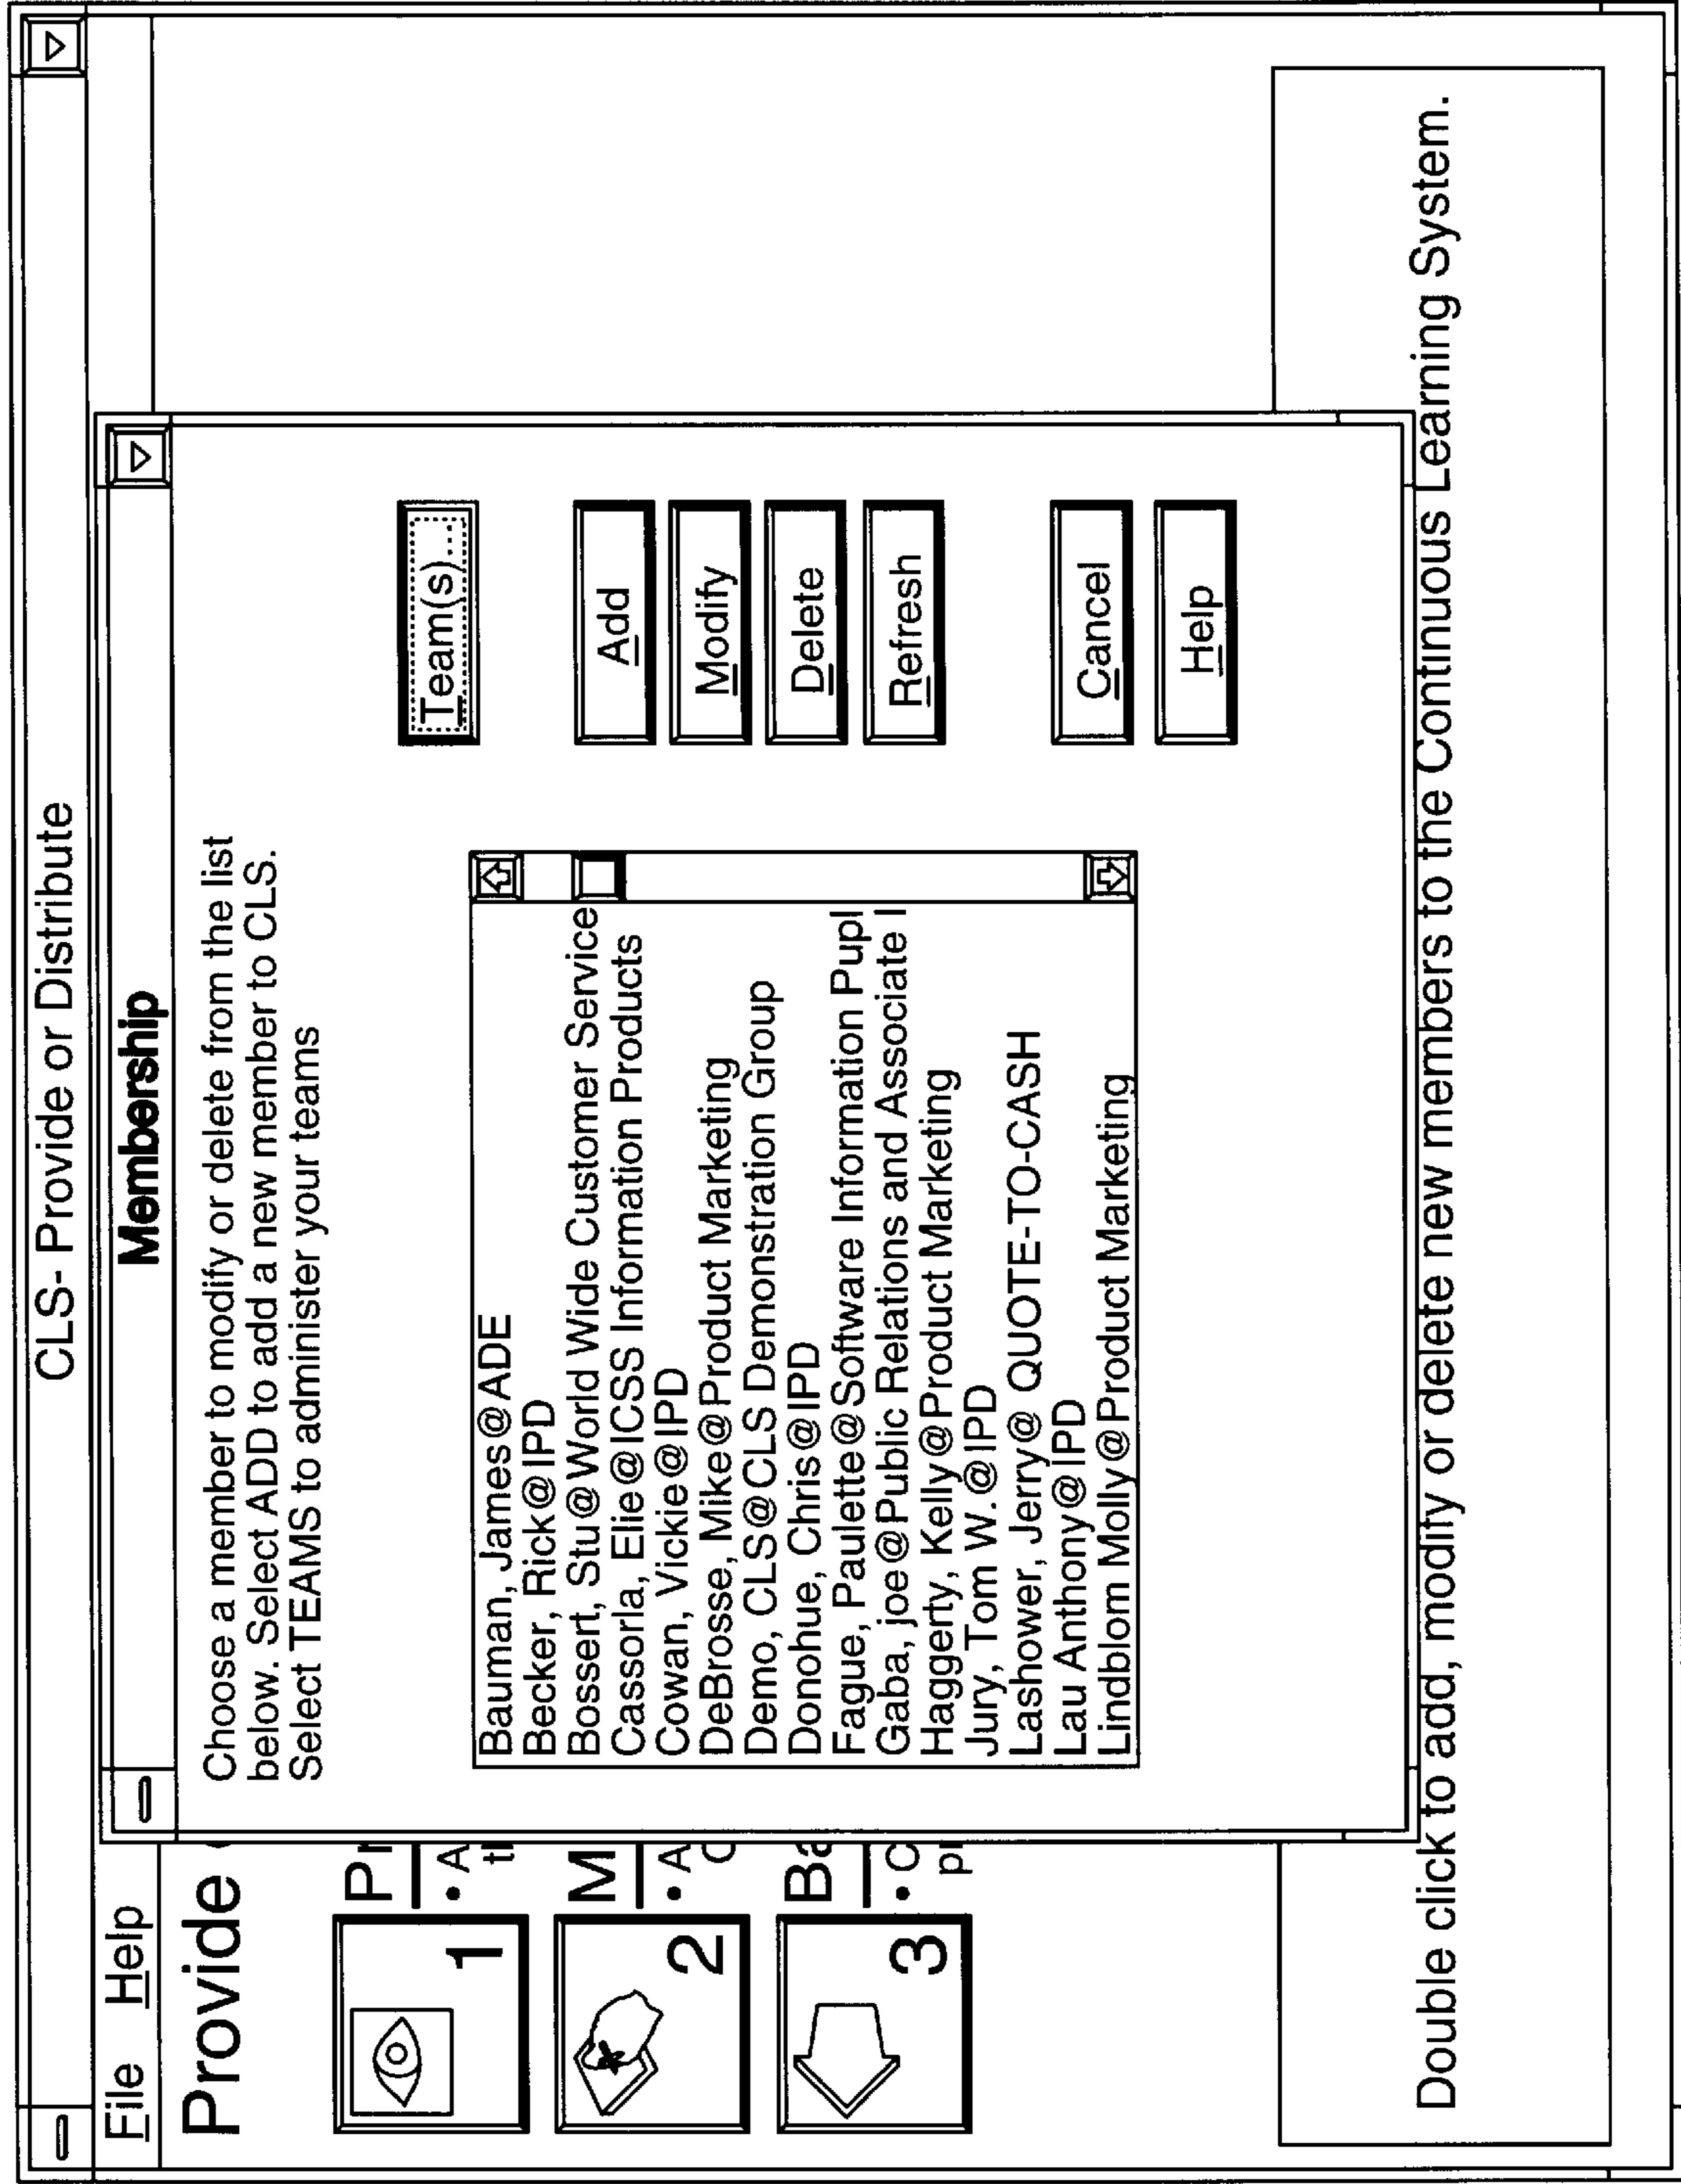 CLS- Provide or Distribute
File Help
Provide
Membership
Choose a member to modify or delete from the list
below. Select ADD to add a new member to CLS.
Select TEAMS to administer your teams
Team(s)...
Bauman, James@ADE
Becker, Rick@IPD
Bossert, Stu@World Wide Customer Service
Cassorla, Elie@ICSS Information Products
Cowan, Vickie@IPD
DeBrosse, Mike@Product Marketing
Demo, CLS@CLS Demonstration Group
Donohue, Chris@IPD
Fague, Paulette@Software Information Pupl
Gaba, joe@Public Relations and Associate I
Haggerty, Kelly@Product Marketing
Jury, Tom W.@IPD
Lashower, Jerry@ QUOTE-TO-CASH
Lau Anthony@IPD
Lindblom Molly@Product Marketing
Add
Modify
Delete
Refresh
Cancel
Help
1
Pr
• A
2
M
• A
3
Ba
• C
Double click to add, modify or delete new members to the Continuous Learning System.